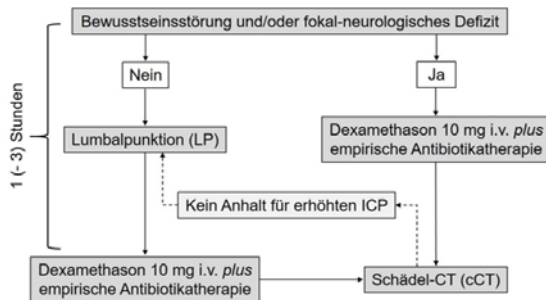 Bewusstseinsstörung und/oder fokal-neurologisches Defizit
Nein
Ja
1 (- 3) Stunden
Lumbalpunktion (LP)
Dexamethason 10 mg i.v. plus
empirische Antibiotikatherapie
Kein Anhalt für erhöhten ICP
Dexamethason 10 mg i.v. plus
empirische Antibiotikatherapie
Schädel-CT (cCT)